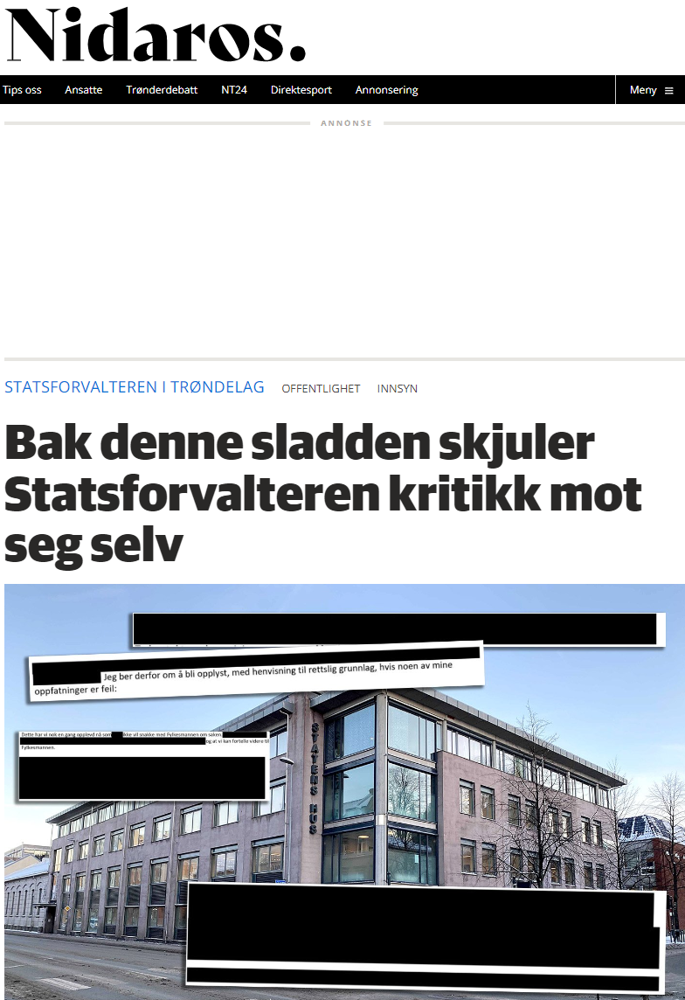 Nidaros.
Tips oss Ansatte Trønderdebatt NT24 Direktesport Annonsering Meny
ANNONSE
STATSFORVALTEREN I TRØNDELAG OFFENTLIGHET INNSYN
Bak denne sladden skjuler
Statsforvalteren kritikk mot
seg selv
Jeg ber derfor om å bli opplyst, med henvisning til rettslig grunnlag, hvis noen av mine
oppfatninger er feil:
Dette har vi nok en gang opplevd nå som ikke vil snakke med Fylkesmannen om saken.
og at vi kan fortelle videre til
Fylkesmannen.
STATENS HUS